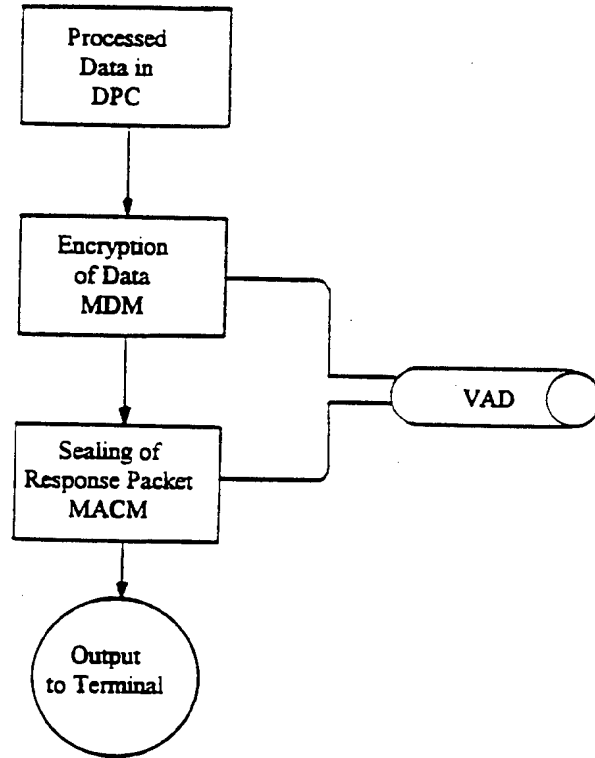 Processed
Data in
DPC
Encryption
of Data
MDM
VAD
Sealing of
Response Packet
MACM
Output
to Terminal